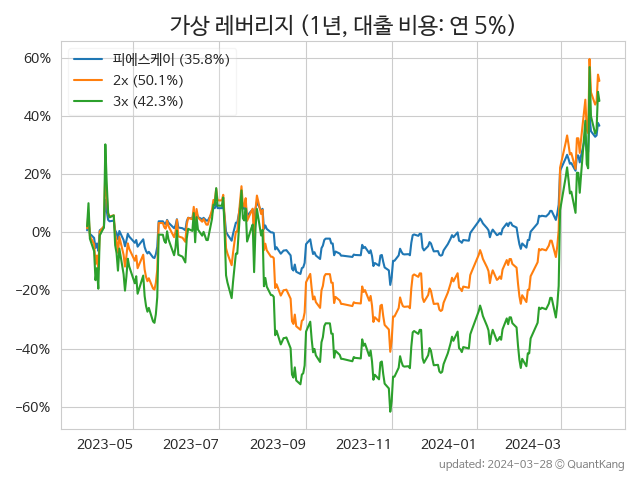 가상 레버리지 (1년, 대출 비용: 연 5%)
피에스케이 (35.8%)
2x (50.1%)
3x (42.3%)
60%
40%
20%
0%
−20%
−40%
−60%
2023-05
2023-07
2023-09
2023-11
2024-01
2024-03
updated: 2024-03-28 © QuantKang